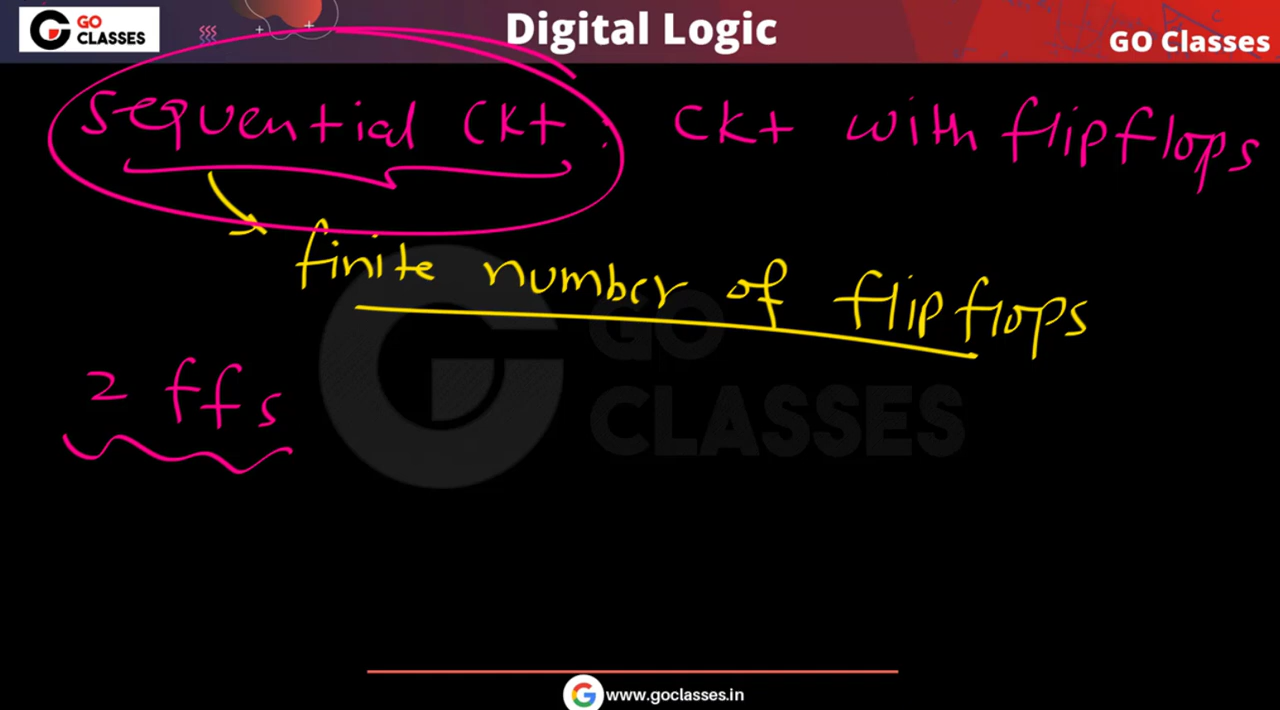 GO
CLASSES
Digital Logic
GO Classes
sequential Ckt
Ckt with flipflops
finite number of flipflops
GO
CLASSES
2 ffs
www.goclasses.in